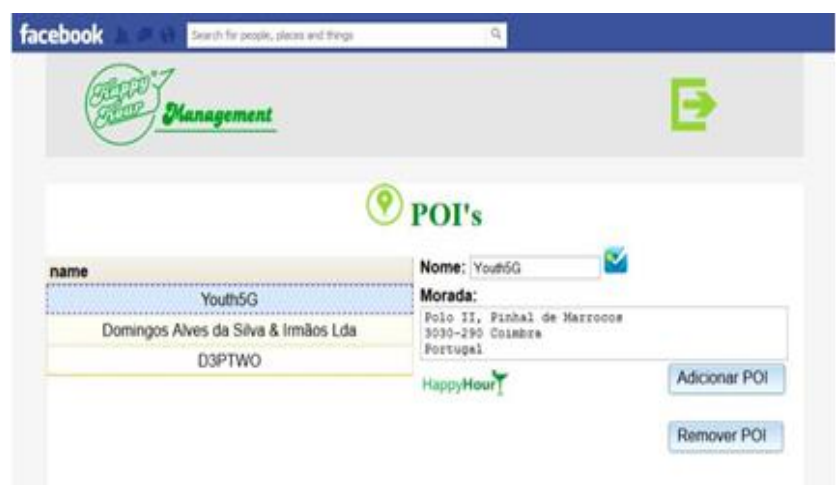 facebook
Search for people, places and things
Happy
Hour
Management
POI's
name
Youth5G
Domingos Alves da Silva & Irmãos Lda
D3PTWO
Nome: Youth5G
Morada:
Polo II, Pinhal de Marrocos
3030-290 Coimbra
Portugal
HappyHour
Adicionar POI
Remover POI